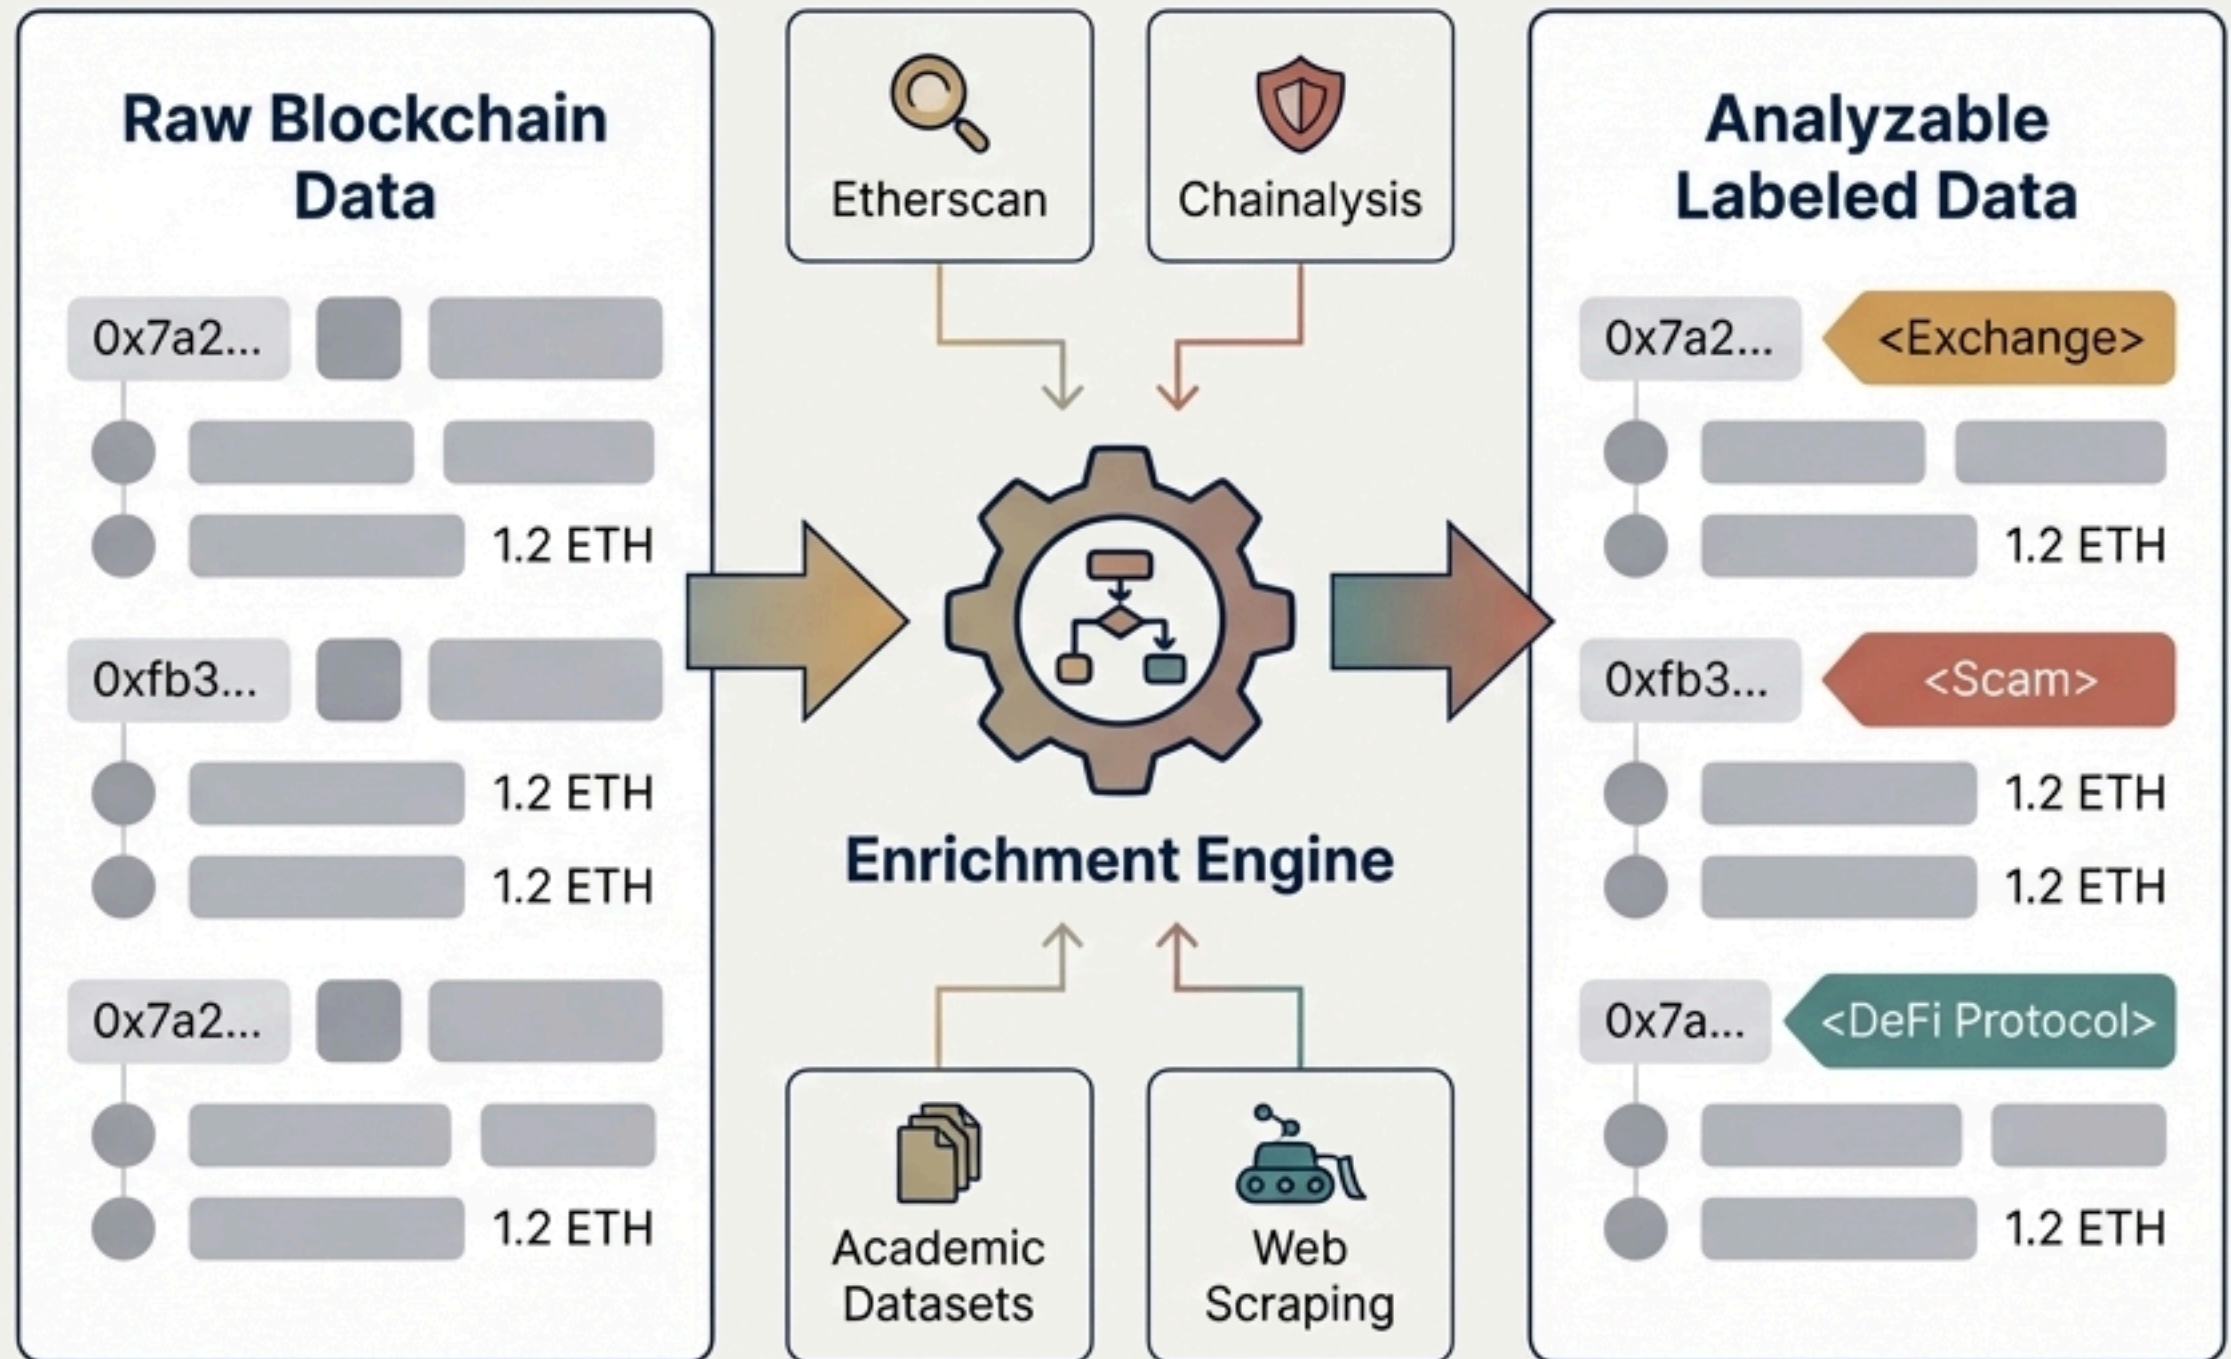 Raw Blockchain
Data
0x7a2...
1.2 ETH
0xfb3...
1.2 ETH
1.2 ETH
0x7a2...
1.2 ETH
Etherscan
Chainalysis
Enrichment Engine
Academic
Datasets
Web
Scraping
Analyzable
Labeled Data
0x7a2...
<Exchange>
1.2 ETH
0xfb3...
<Scam>
1.2 ETH
1.2 ETH
0x7a...
<DeFi Protocol>
1.2 ETH